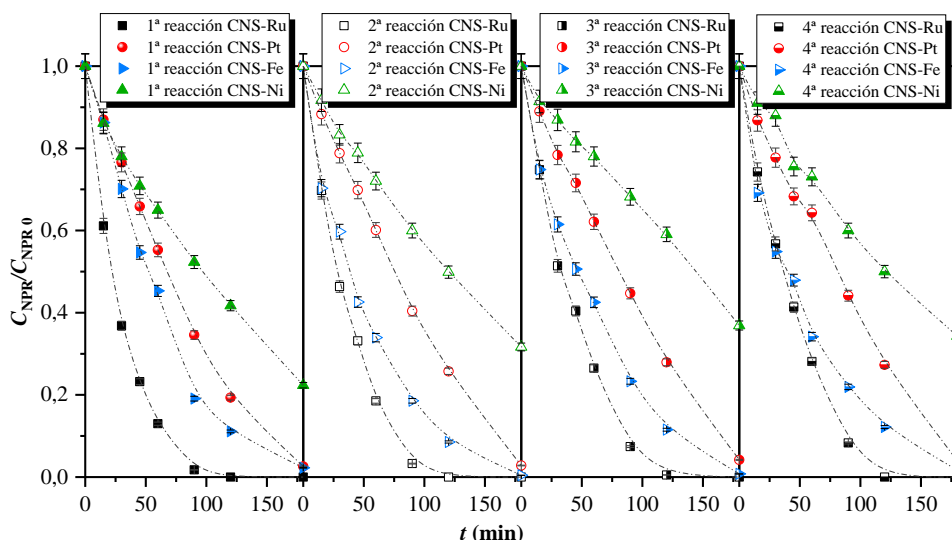 1ª reacción CNS-Ru
1ª reacción CNS-Pt
1ª reacción CNS-Fe
1ª reacción CNS-Ni
2ª reacción CNS-Ru
2ª reacción CNS-Pt
2ª reacción CNS-Fe
2ª reacción CNS-Ni
3ª reacción CNS-Ru
3ª reacción CNS-Pt
3ª reacción CNS-Fe
3ª reacción CNS-Ni
4ª reacción CNS-Ru
4ª reacción CNS-Pt
4ª reacción CNS-Fe
4ª reacción CNS-Ni
C_NPR/C_NPR 0
1,0
0,8
0,6
0,4
0,2
0,0
0 50 100 150 0 50 100 150 0 50 100 150 0 50 100 150
t (min)